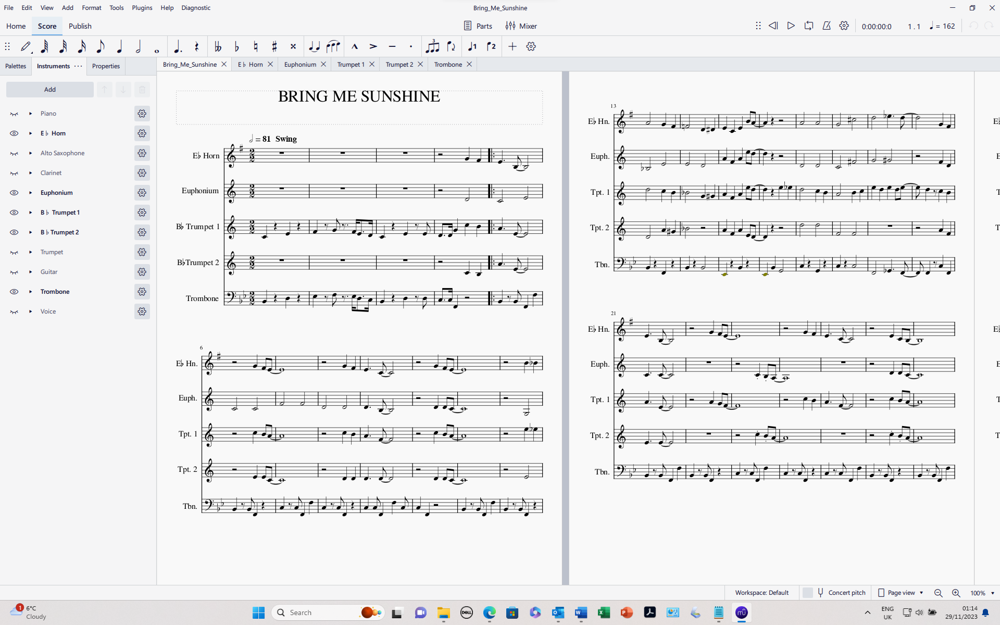 File Edit View Add Format Tools Plugins Help Diagnostic
Bring_Me_Sunshine
Home Score Publish
Parts Mixer
0:00:00:0 1 . 1 = 162
3
1 2
Palettes Instruments ··· Properties
Bring_Me_Sunshine E♭ Horn Euphonium Trumpet 1 Trumpet 2 Trombone
Add
Piano
E♭ Horn
Alto Saxophone
Clarinet
Euphonium
B♭ Trumpet 1
B♭Trumpet 2
Trumpet
Guitar
Trombone
Voice
BRING ME SUNSHINE
= 81 Swing
E♭ Horn
Euphonium
B♭ Trumpet 1
B♭Trumpet 2
Trombone
6
E♭ Hn.
Euph.
Tpt. 1
Tpt. 2
Tbn.
13
E♭ Hn.
Euph.
Tpt. 1
Tpt. 2
Tbn.
21
E♭ Hn.
Euph.
Tpt. 1
Tpt. 2
Tbn.
Workspace: Default Concert pitch Page view 100%
1
6°C
Cloudy
Search
DELL
ENG
UK
01:14
29/11/2023